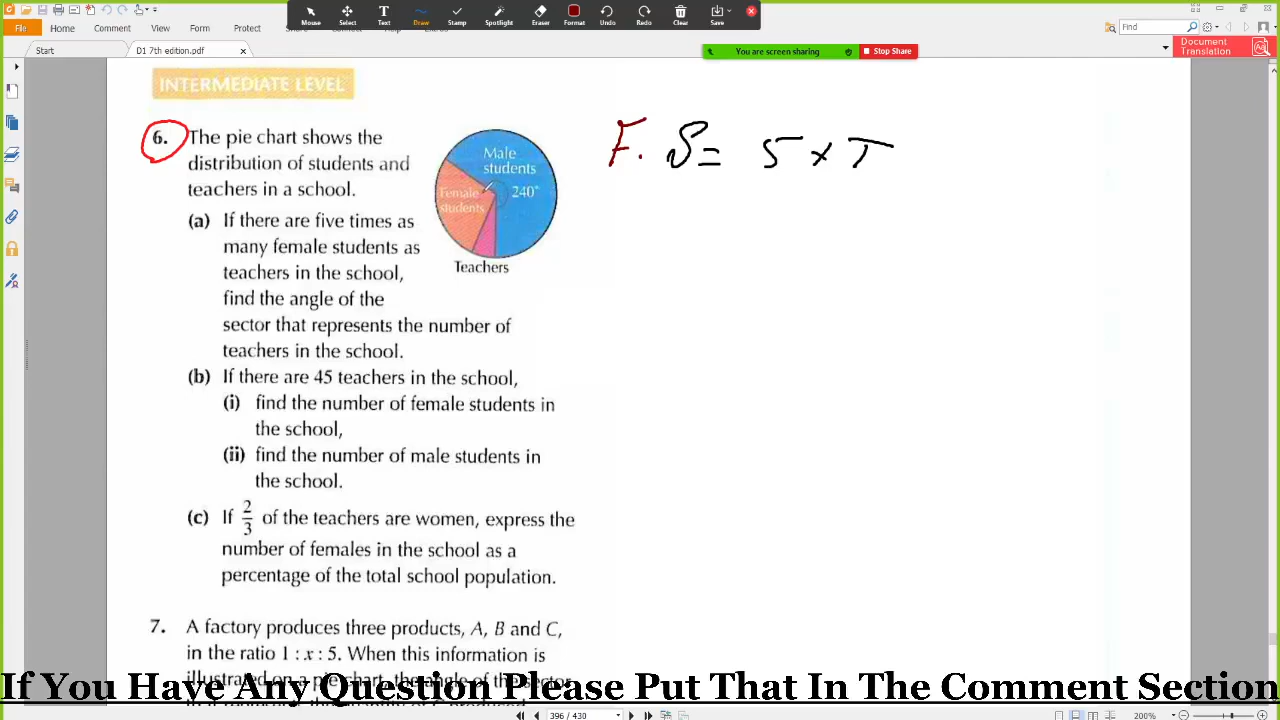 Mouse Select Text Draw Stamp Spotlight Eraser Format Undo Redo Clear Save
File Home Comment View Form Protect
Find
You are screen sharing Stop Share
Document Translation
Start D1 7th edition.pdf
INTERMEDIATE LEVEL
6. The pie chart shows the
distribution of students and
teachers in a school.
(a) If there are five times as
many female students as
teachers in the school,
find the angle of the
sector that represents the number of
teachers in the school.
(b) If there are 45 teachers in the school,
(i) find the number of female students in
the school,
(ii) find the number of male students in
the school.
(c) If 2/3 of the teachers are women, express the
number of females in the school as a
percentage of the total school population.
Male
students
240°
Female
students
Teachers
F. S = 5 × T
7. A factory produces three products, A, B and C,
in the ratio 1 : x : 5. When this information is
If You Have Any Question Please Put That In The Comment Section
396 / 430
200%